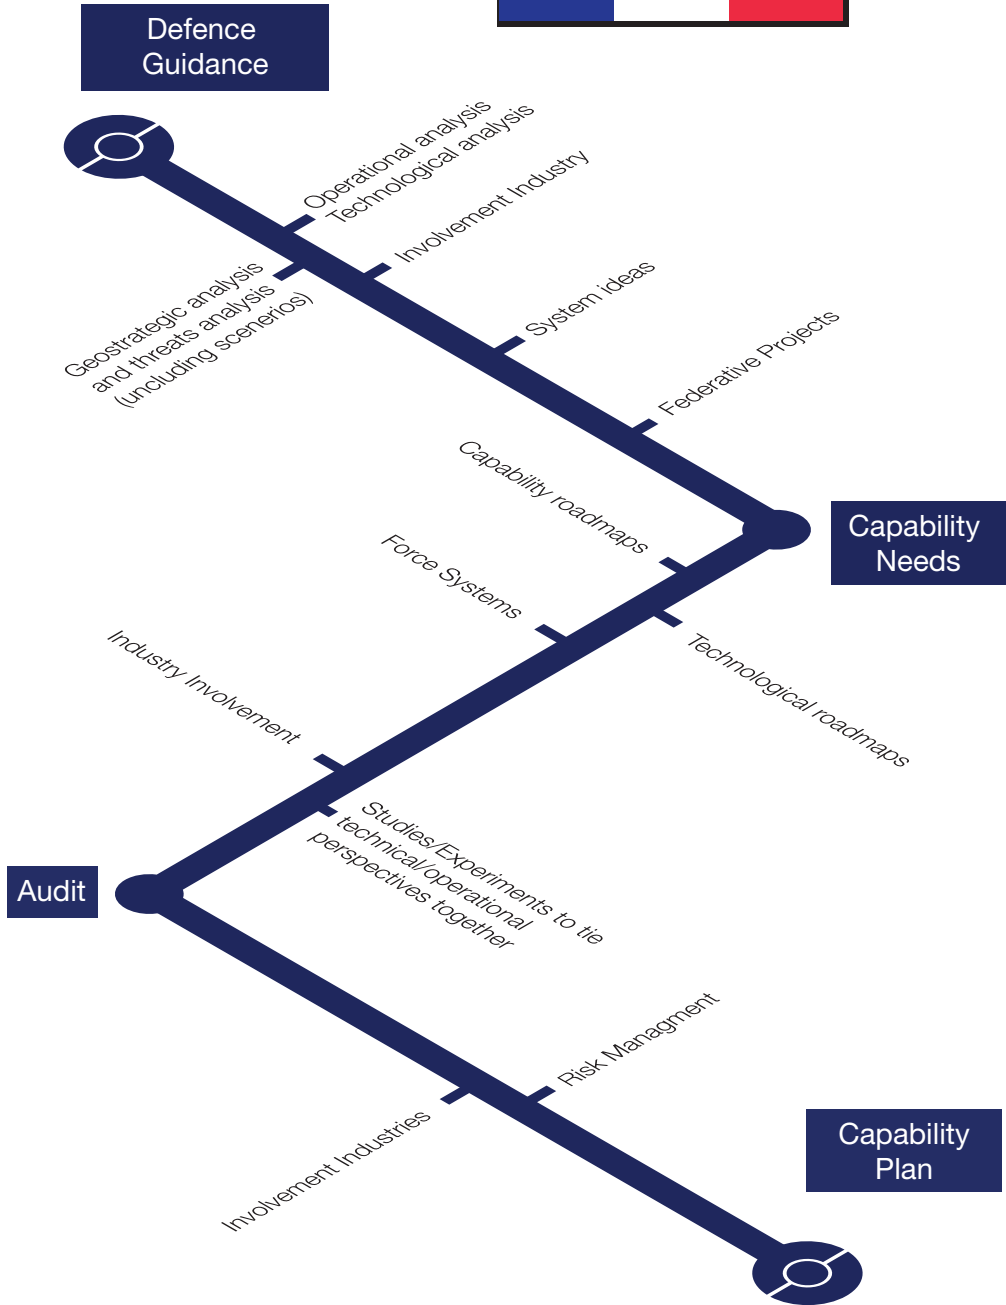 Defence
Guidance
Operational analysis
Technological analysis
Involvement Industry
Geostrategic analysis
and threats analysis
(uncluding scenerios)
System ideas
Federative Projects
Capability roadmaps
Capability
Needs
Force Systems
Technological roadmaps
Industry Involvement
Studies/Experiments to tie
technical/operational
perspectives together
Audit
Risk Managment
Involvement Industries
Capability
Plan